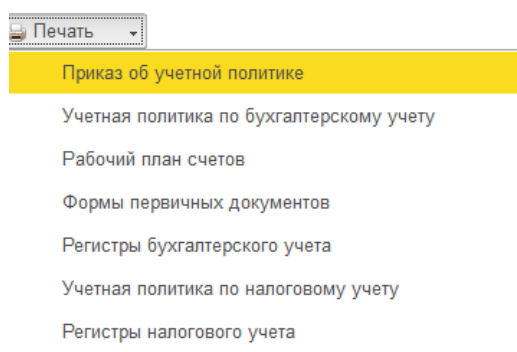 Печать
Приказ об учетной политике
Учетная политика по бухгалтерскому учету
Рабочий план счетов
Формы первичных документов
Регистры бухгалтерского учета
Учетная политика по налоговому учету
Регистры налогового учета